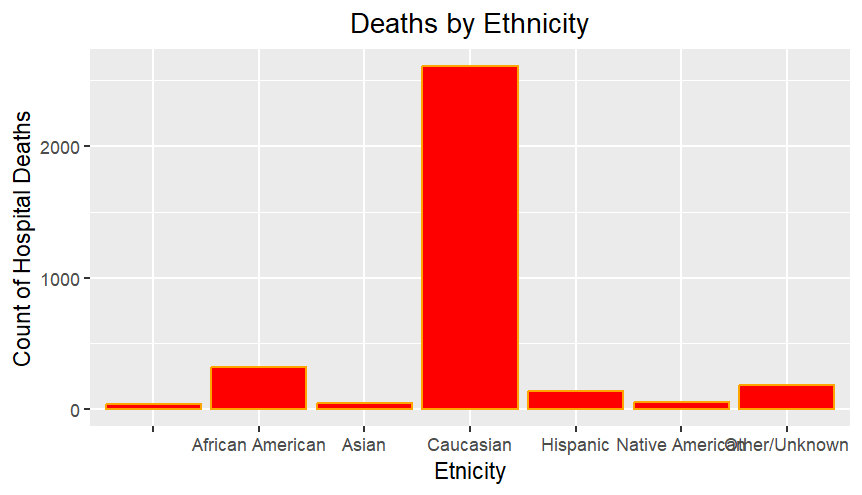 Deaths by Ethnicity
Count of Hospital Deaths
2000
1000
0
African American
Asian
Caucasian
Hispanic
Native American
Other/Unknown
Etnicity